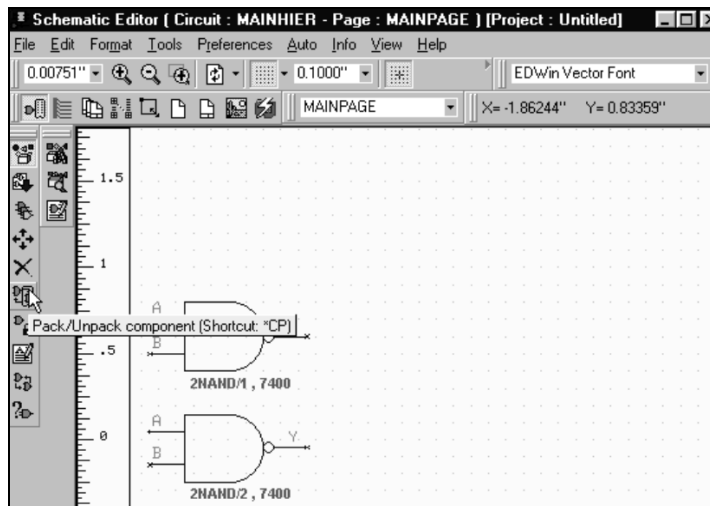 Schematic Editor ( Circuit : MAINHIER - Page : MAINPAGE ) [Project : Untitled]
File Edit Format Tools Preferences Auto Info View Help
0.00751" 0.1000" EDWin Vector Font
MAINPAGE X= -1.86244" Y= 0.83359"
1.5
1
A
Pack/Unpack component (Shortcut: *CP)
.5
B
2NAND/1 , 7400
A
0
Y
B
2NAND/2 , 7400